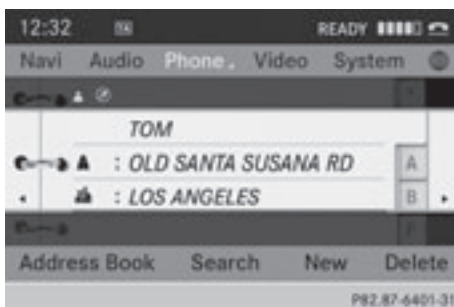 12:32 READY
Navi Audio Phone Video System
TOM
: OLD SANTA SUSANA RD A
: LOS ANGELES B
Address Book Search New Delete
P82.87-6401-31